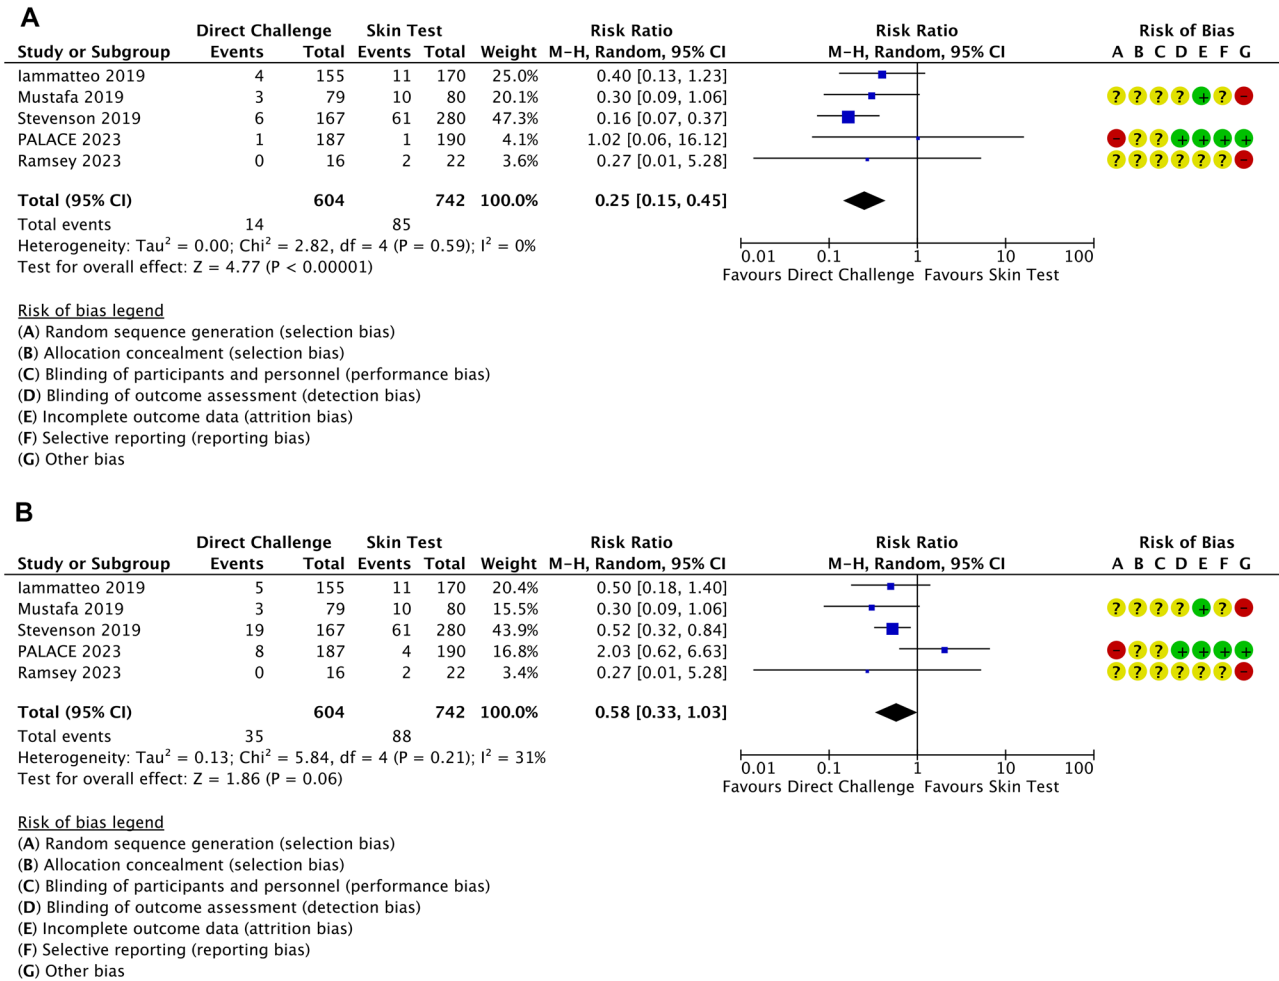 A
Direct Challenge Skin Test Risk Ratio Risk Ratio Risk of Bias
Study or Subgroup Events Total Events Total Weight M-H, Random, 95% CI M-H, Random, 95% CI A B C D E F G
Iammatteo 2019 4 155 11 170 25.0% 0.40 [0.13, 1.23]
Mustafa 2019 3 79 10 80 20.1% 0.30 [0.09, 1.06] ? ? ? ? + ? -
Stevenson 2019 6 167 61 280 47.3% 0.16 [0.07, 0.37]
PALACE 2023 1 187 1 190 4.1% 1.02 [0.06, 16.12] - ? ? + + + +
Ramsey 2023 0 16 2 22 3.6% 0.27 [0.01, 5.28] ? ? ? ? ? ? -
Total (95% CI) 604 742 100.0% 0.25 [0.15, 0.45]
Total events 14 85
Heterogeneity: Tau² = 0.00; Chi² = 2.82, df = 4 (P = 0.59); I² = 0%
Test for overall effect: Z = 4.77 (P < 0.00001)
0.01 0.1 1 10 100
Favours Direct Challenge Favours Skin Test
Risk of bias legend
(A) Random sequence generation (selection bias)
(B) Allocation concealment (selection bias)
(C) Blinding of participants and personnel (performance bias)
(D) Blinding of outcome assessment (detection bias)
(E) Incomplete outcome data (attrition bias)
(F) Selective reporting (reporting bias)
(G) Other bias
B
Direct Challenge Skin Test Risk Ratio Risk Ratio Risk of Bias
Study or Subgroup Events Total Events Total Weight M-H, Random, 95% CI M-H, Random, 95% CI A B C D E F G
Iammatteo 2019 5 155 11 170 20.4% 0.50 [0.18, 1.40]
Mustafa 2019 3 79 10 80 15.5% 0.30 [0.09, 1.06] ? ? ? ? + ? -
Stevenson 2019 19 167 61 280 43.9% 0.52 [0.32, 0.84]
PALACE 2023 8 187 4 190 16.8% 2.03 [0.62, 6.63] - ? ? + + + +
Ramsey 2023 0 16 2 22 3.4% 0.27 [0.01, 5.28] ? ? ? ? ? ? -
Total (95% CI) 604 742 100.0% 0.58 [0.33, 1.03]
Total events 35 88
Heterogeneity: Tau² = 0.13; Chi² = 5.84, df = 4 (P = 0.21); I² = 31%
Test for overall effect: Z = 1.86 (P = 0.06)
0.01 0.1 1 10 100
Favours Direct Challenge Favours Skin Test
Risk of bias legend
(A) Random sequence generation (selection bias)
(B) Allocation concealment (selection bias)
(C) Blinding of participants and personnel (performance bias)
(D) Blinding of outcome assessment (detection bias)
(E) Incomplete outcome data (attrition bias)
(F) Selective reporting (reporting bias)
(G) Other bias